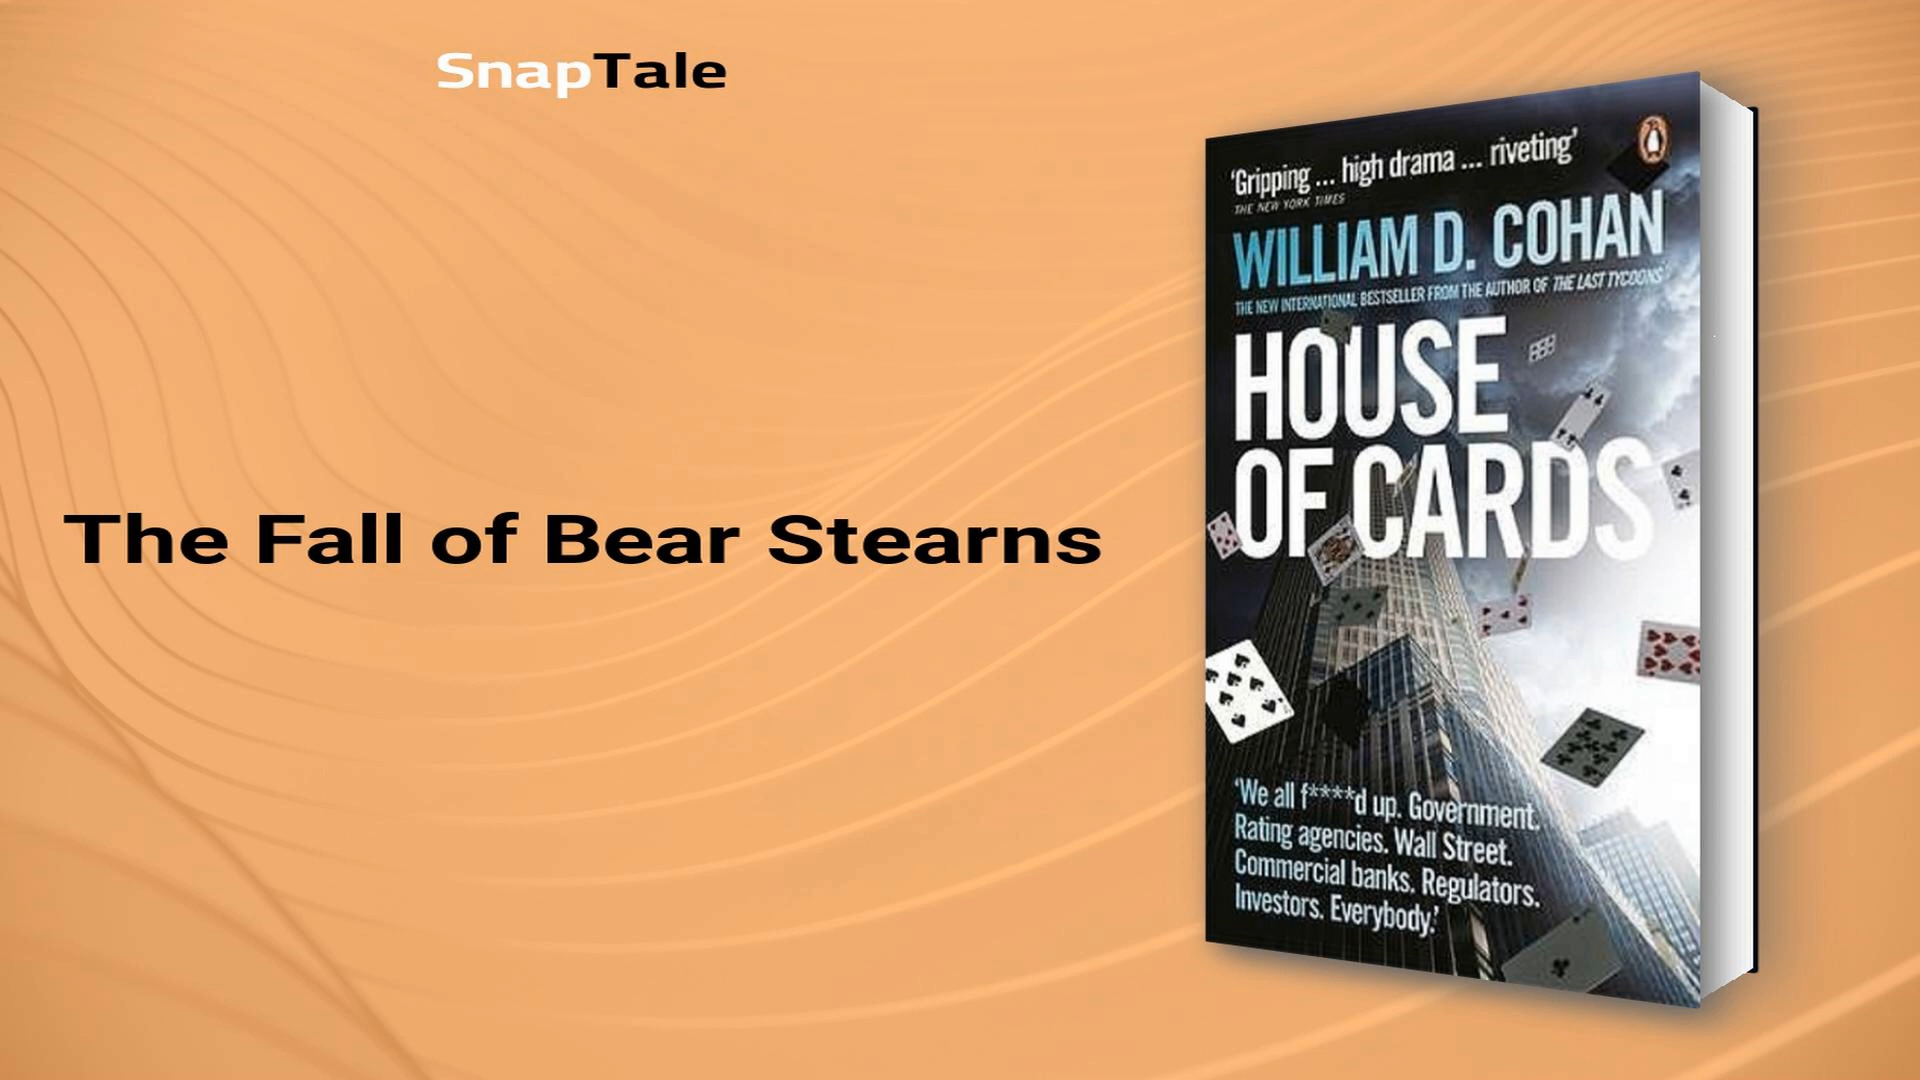 SnapTale
The Fall of Bear Stearns
‘Gripping ... high drama ... riveting’
THE NEW YORK TIMES
WILLIAM D. COHAN
THE NEW INTERNATIONAL BESTSELLER FROM THE AUTHOR OF THE LAST TYCOONS
HOUSE
OF CARDS
‘We all f****d up. Government.
Rating agencies. Wall Street.
Commercial banks. Regulators.
Investors. Everybody.’